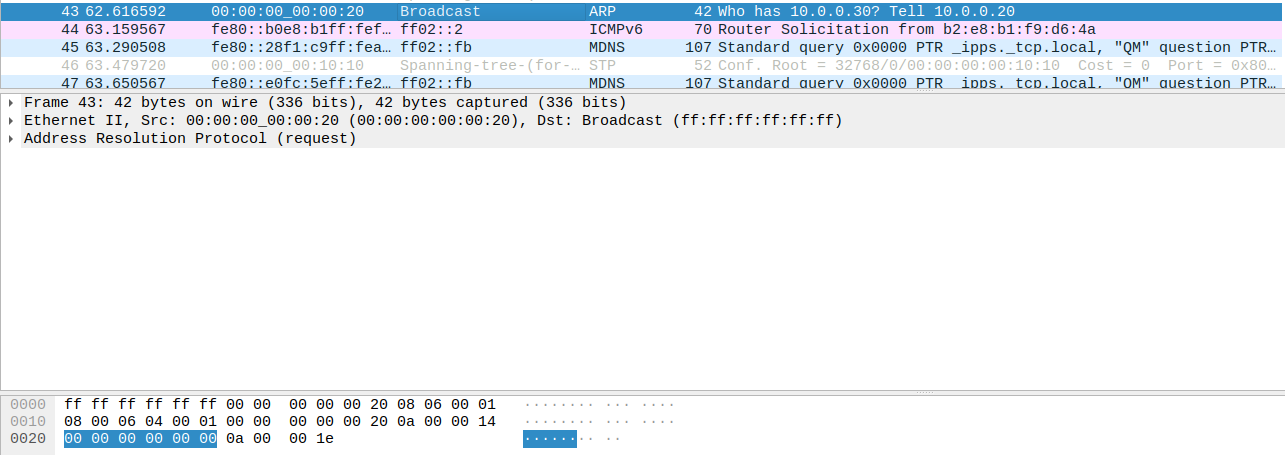 43 62.616592 00:00:00_00:00:20 Broadcast ARP 42 Who has 10.0.0.30? Tell 10.0.0.20
44 63.159567 fe80::b0e8:b1ff:fef… ff02::2 ICMPv6 70 Router Solicitation from b2:e8:b1:f9:d6:4a
45 63.290508 fe80::28f1:c9ff:fea… ff02::fb MDNS 107 Standard query 0x0000 PTR _ipps._tcp.local, "QM" question PTR…
46 63.479720 00:00:00_00:10:10 Spanning-tree-(for-… STP 52 Conf. Root = 32768/0/00:00:00:00:10:10 Cost = 0 Port = 0x80…
47 63.650567 fe80::e0fc:5eff:fe2… ff02::fb MDNS 107 Standard query 0x0000 PTR _ipps._tcp.local, "QM" question PTR…
Frame 43: 42 bytes on wire (336 bits), 42 bytes captured (336 bits)
Ethernet II, Src: 00:00:00_00:00:20 (00:00:00:00:00:20), Dst: Broadcast (ff:ff:ff:ff:ff:ff)
Address Resolution Protocol (request)
0000 ff ff ff ff ff ff 00 00 00 00 00 20 08 06 00 01 ········ ··· ····
0010 08 00 06 04 00 01 00 00 00 00 00 20 0a 00 00 14 ········ ··· ····
0020 00 00 00 00 00 00 0a 00 00 1e ········ ··